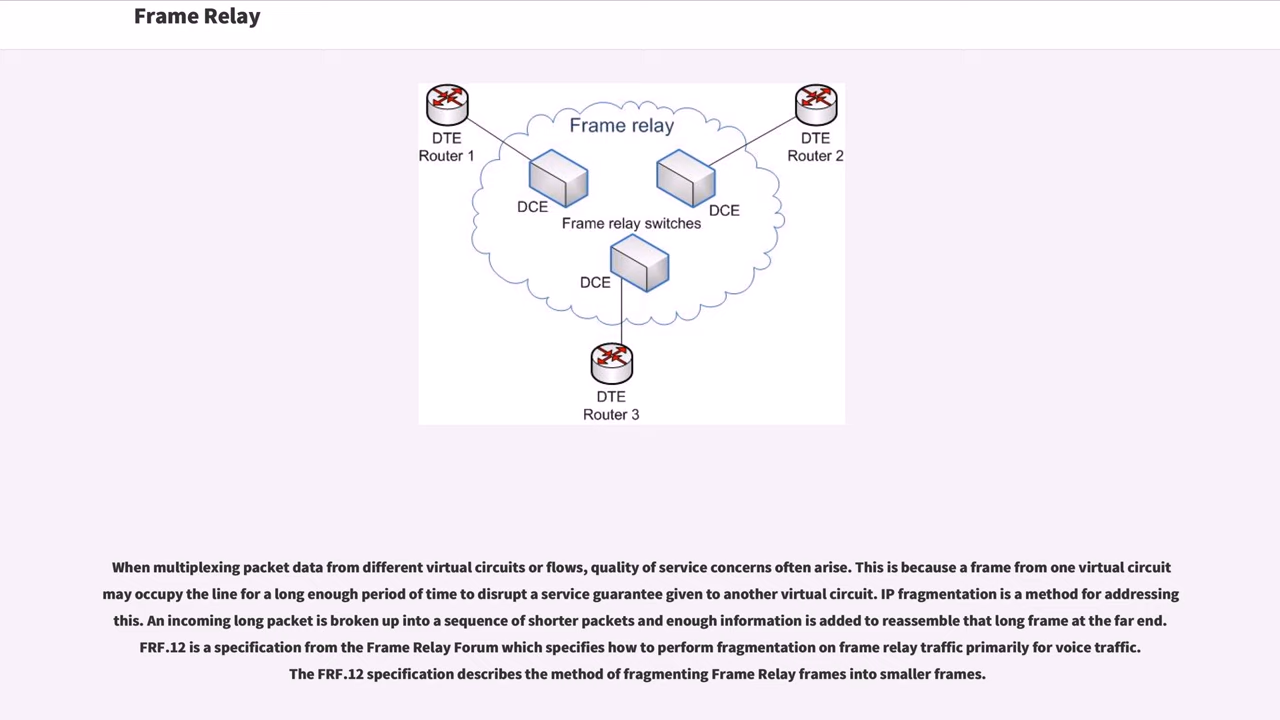 Frame Relay
Frame relay
DTE
Router 1
DTE
Router 2
DCE
DCE
Frame relay switches
DCE
DTE
Router 3
When multiplexing packet data from different virtual circuits or flows, quality of service concerns often arise. This is because a frame from one virtual circuit
may occupy the line for a long enough period of time to disrupt a service guarantee given to another virtual circuit. IP fragmentation is a method for addressing
this. An incoming long packet is broken up into a sequence of shorter packets and enough information is added to reassemble that long frame at the far end.
FRF.12 is a specification from the Frame Relay Forum which specifies how to perform fragmentation on frame relay traffic primarily for voice traffic.
The FRF.12 specification describes the method of fragmenting Frame Relay frames into smaller frames.